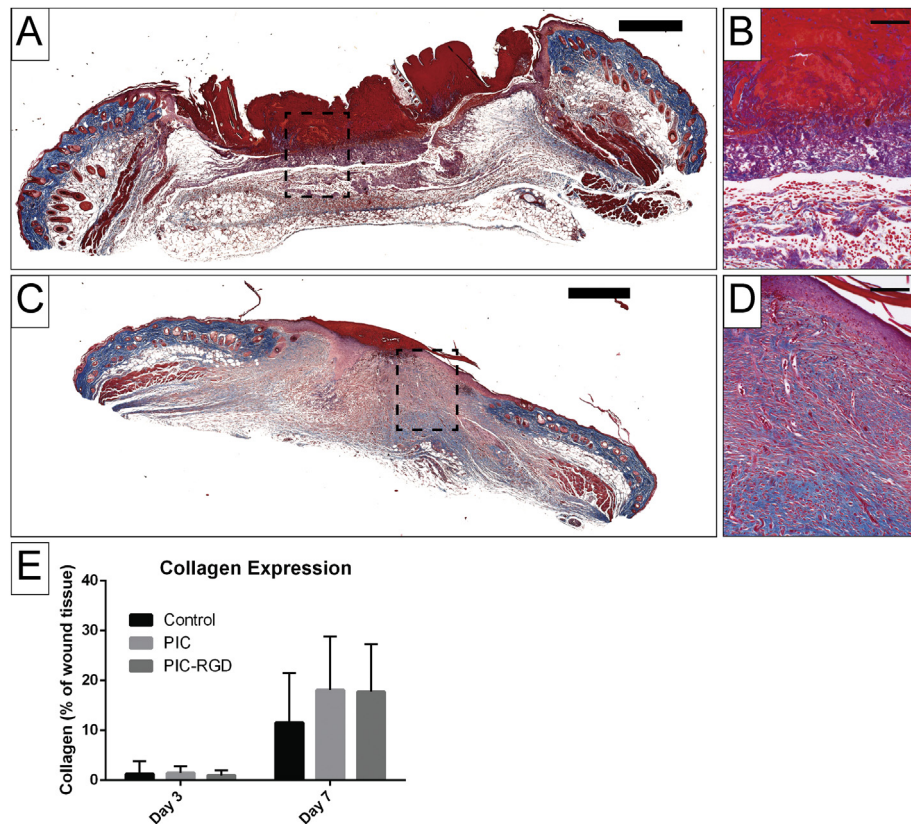 A
B
C
D
E
Collagen Expression
Collagen (% of wound tissue)
40
30
20
10
0
Control
PIC
PIC-RGD
Day 3
Day 7